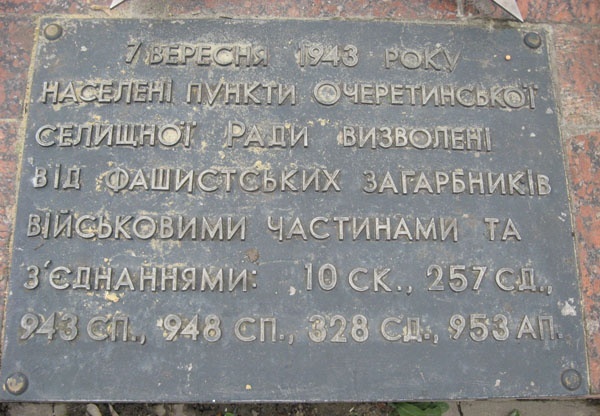 7 ВЕРЕСНЯ 1943 РОКУ
НАСЕЛЕНІ ПУНКТИ ОЧЕРЕТИНСЬКОЇ
СЕЛИЩНОЇ РАДИ ВИЗВОЛЕНІ
ВІД ФАШИСТСЬКИХ ЗАГАРБНИКІВ
ВІЙСЬКОВИМИ ЧАСТИНАМИ ТА
З'ЄДНАННЯМИ: 10 СК., 257 СД.,
943 СП., 948 СП., 328 СД., 953 АП.